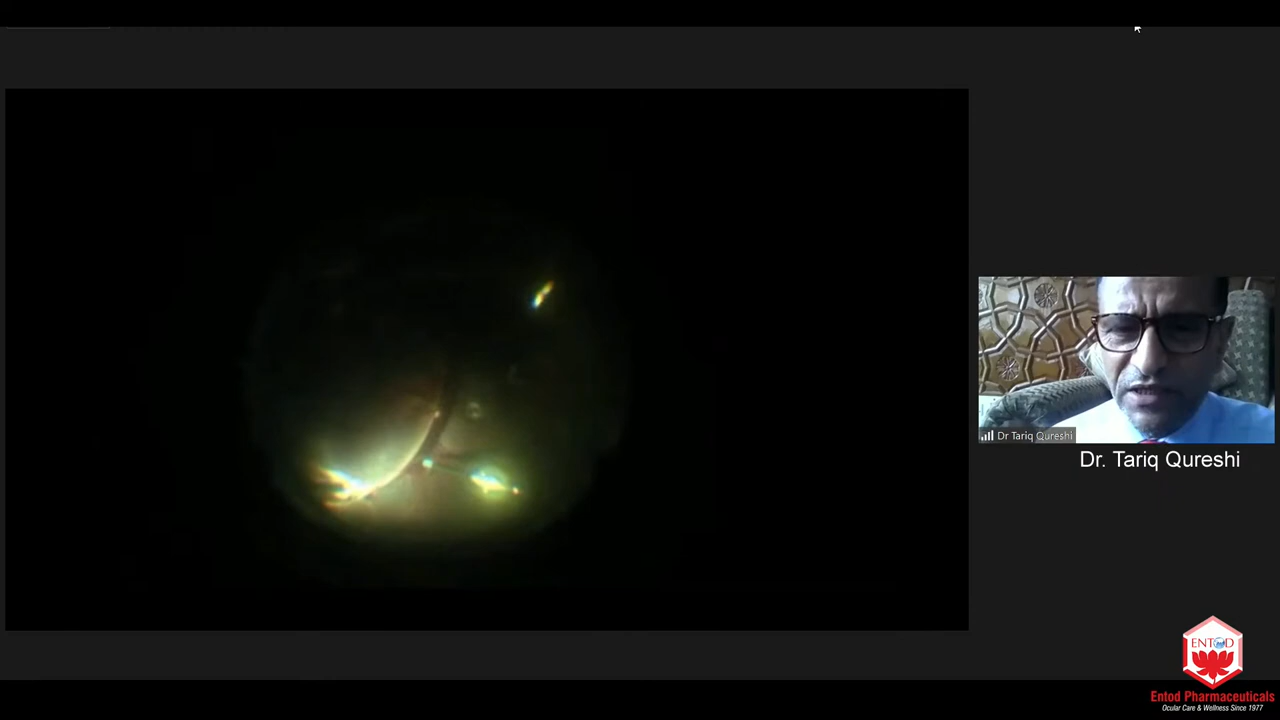 Dr Tariq Qureshi
Dr. Tariq Qureshi
ENTOD
Entod Pharmaceuticals
Ocular Care & Wellness Since 1977